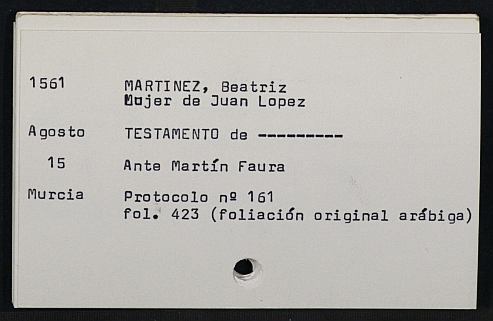 1561 MARTINEZ, Beatriz
Mujer de Juan Lopez
Agosto TESTAMENTO de ---------
15 Ante Martín Faura
Murcia Protocolo nº 161
fol. 423 (foliación original arábiga)